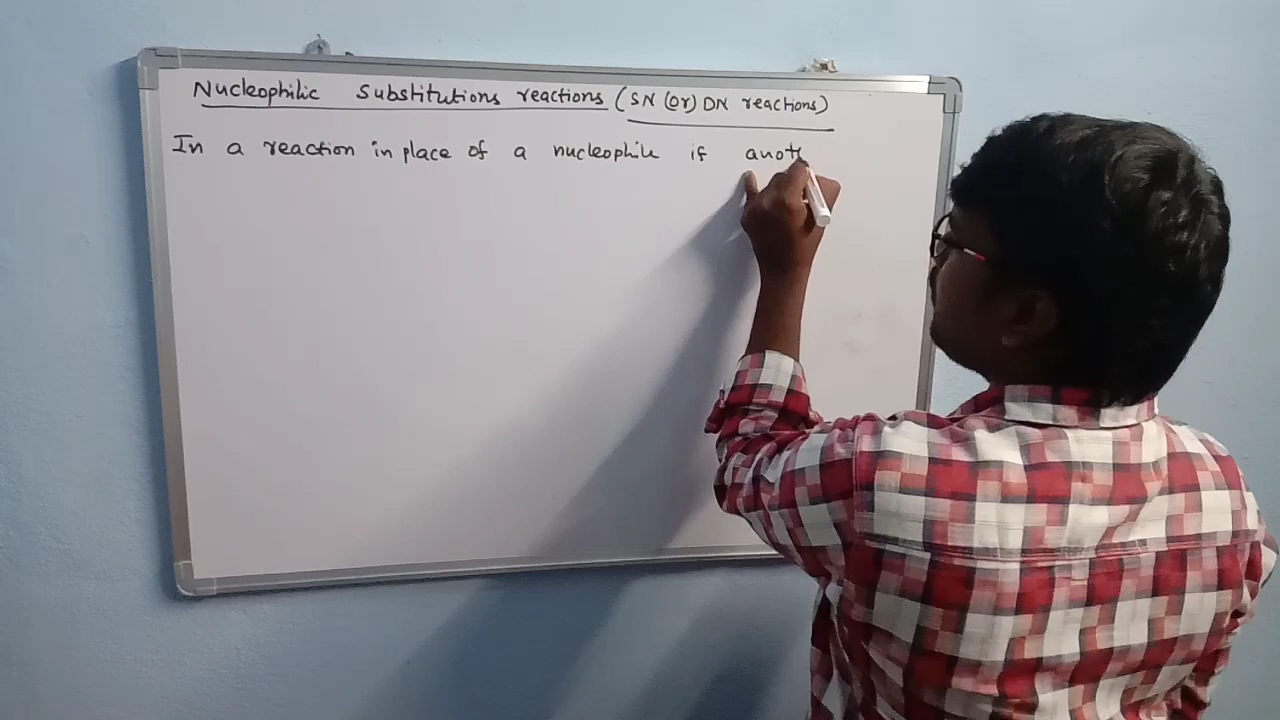 Nucleophilic Substitutions reactions (SN (or) DN reactions)
In a reaction in place of a nucleophile if anoth